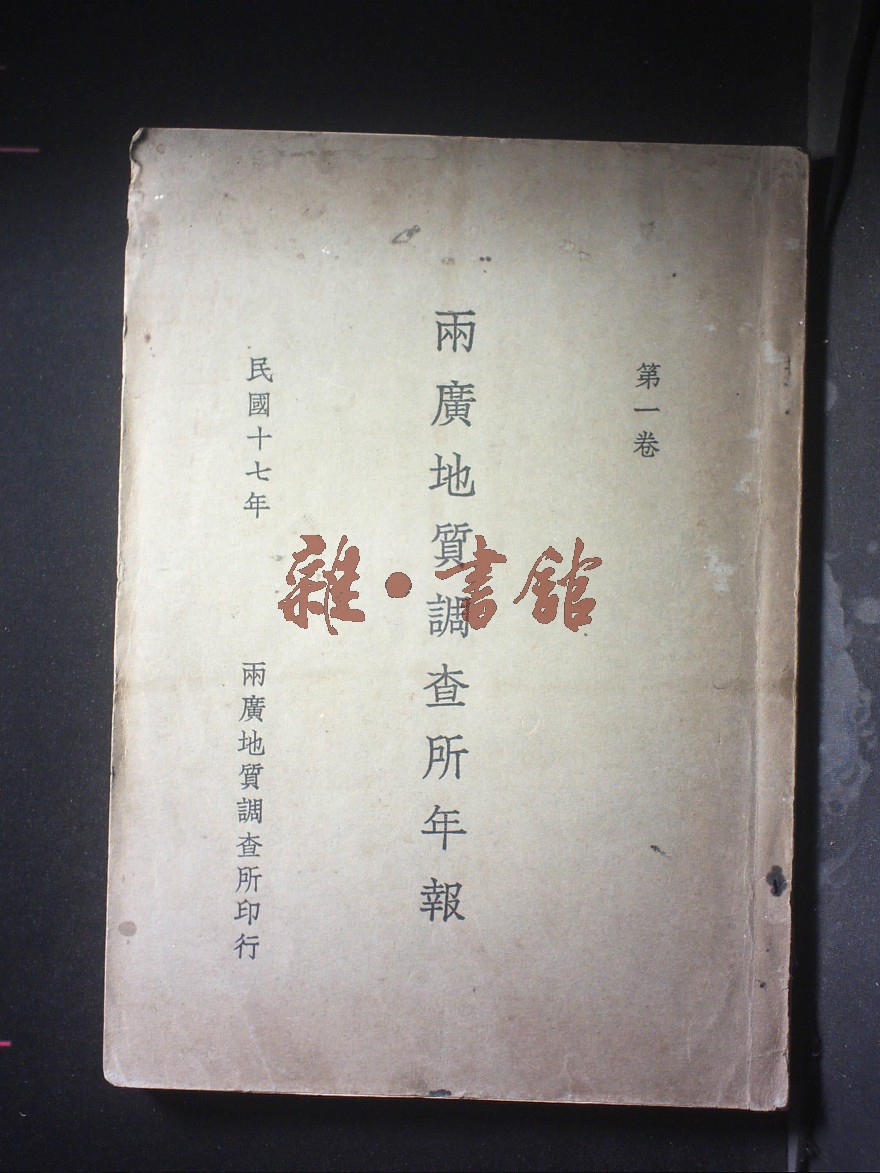 第一卷
兩廣地質調查所年報
民國十七年
兩廣地質調查所印行
雜·書館